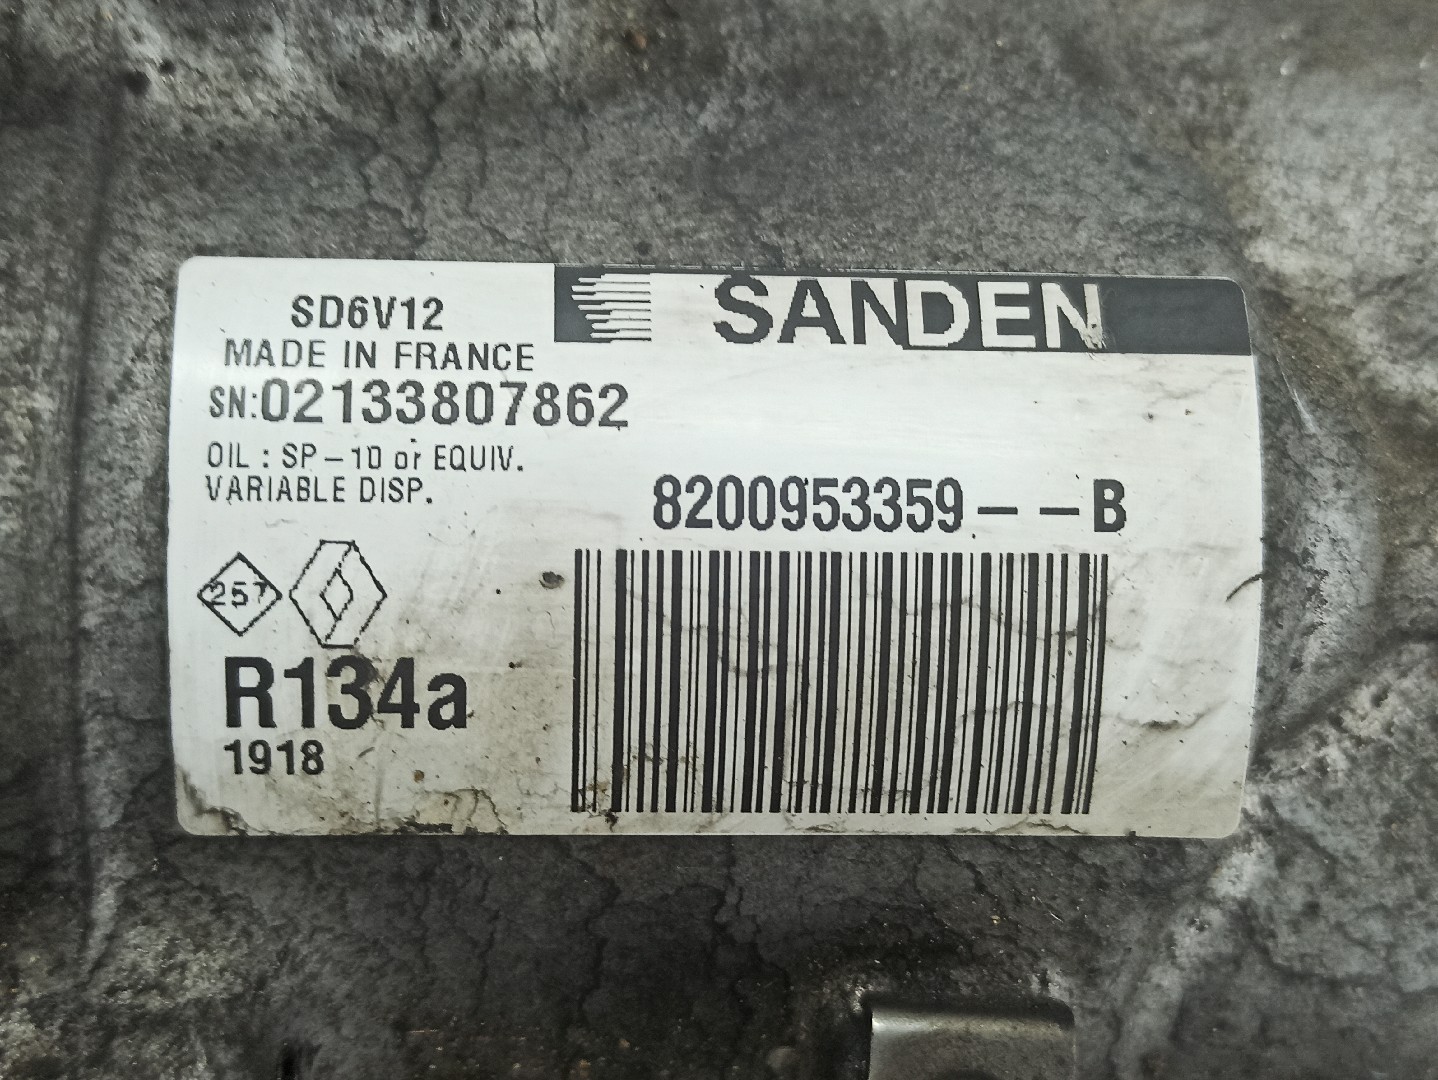 SANDEN
SD6V12
MADE IN FRANCE
SN:02133807862
OIL : SP-10 or EQUIV.
VARIABLE DISP.
8200953359--B
257
R134a
1918